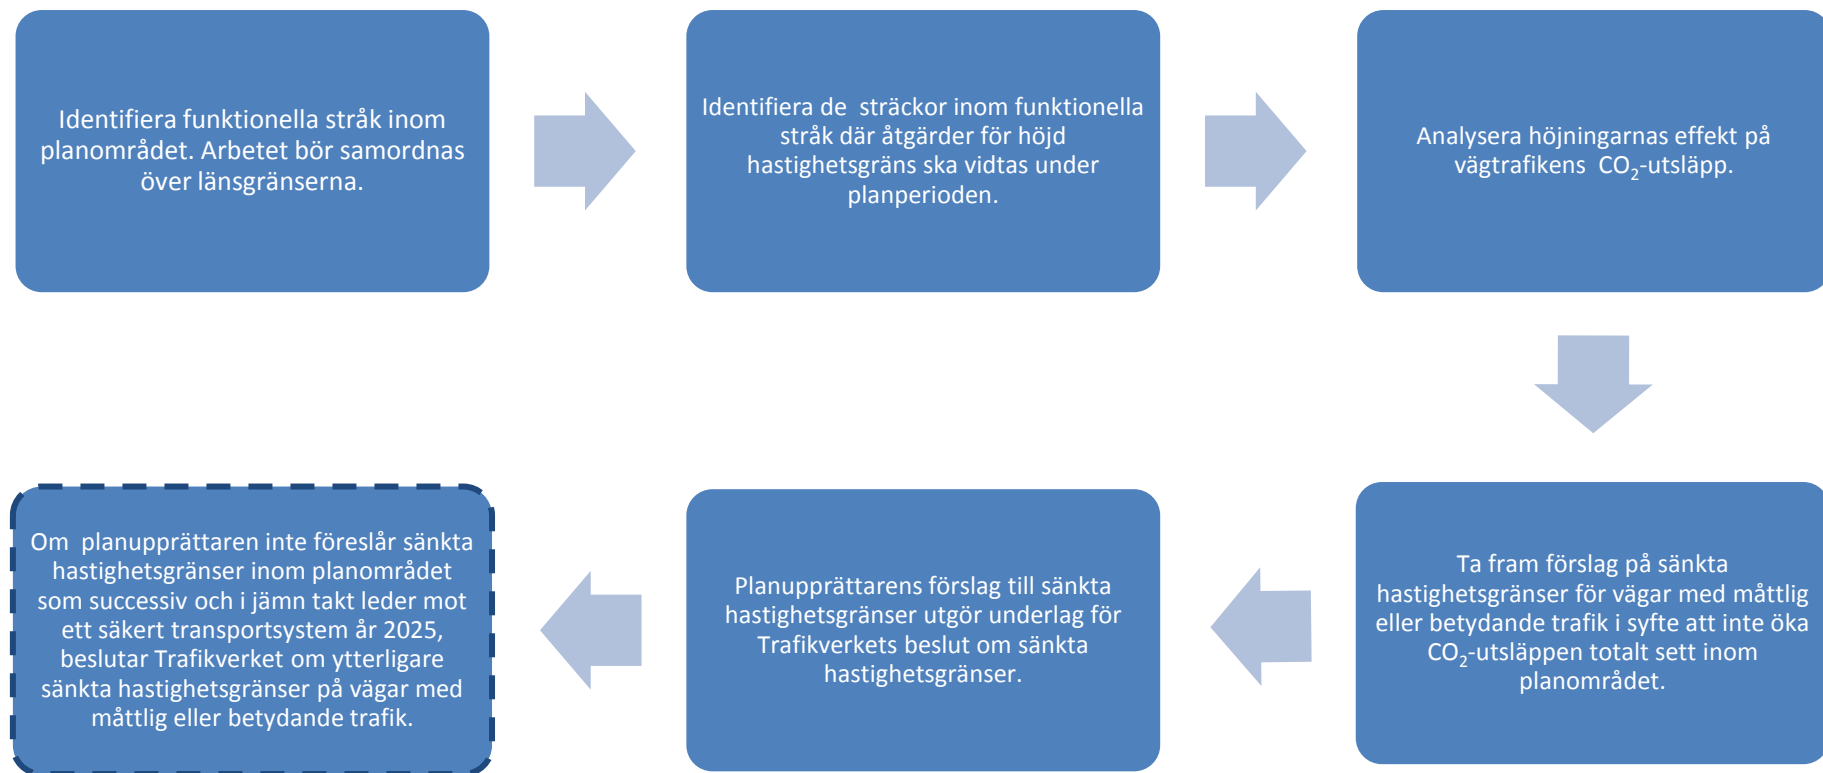 Identifiera funktionella stråk inom
planområdet. Arbetet bör samordnas
över länsgränserna.
Identifiera de sträckor inom funktionella
stråk där åtgärder för höjd
hastighetsgräns ska vidtas under
planperioden.
Analysera höjningarnas effekt på
vägtrafikens CO₂-utsläpp.
Ta fram förslag på sänkta
hastighetsgränser för vägar med måttlig
eller betydande trafik i syfte att inte öka
CO₂-utsläppen totalt sett inom
planområdet.
Planupprättarens förslag till sänkta
hastighetsgränser utgör underlag för
Trafikverkets beslut om sänkta
hastighetsgränser.
Om planupprättaren inte föreslår sänkta
hastighetsgränser inom planområdet
som successiv och i jämn takt leder mot
ett säkert transportsystem år 2025,
beslutar Trafikverket om ytterligare
sänkta hastighetsgränser på vägar med
måttlig eller betydande trafik.